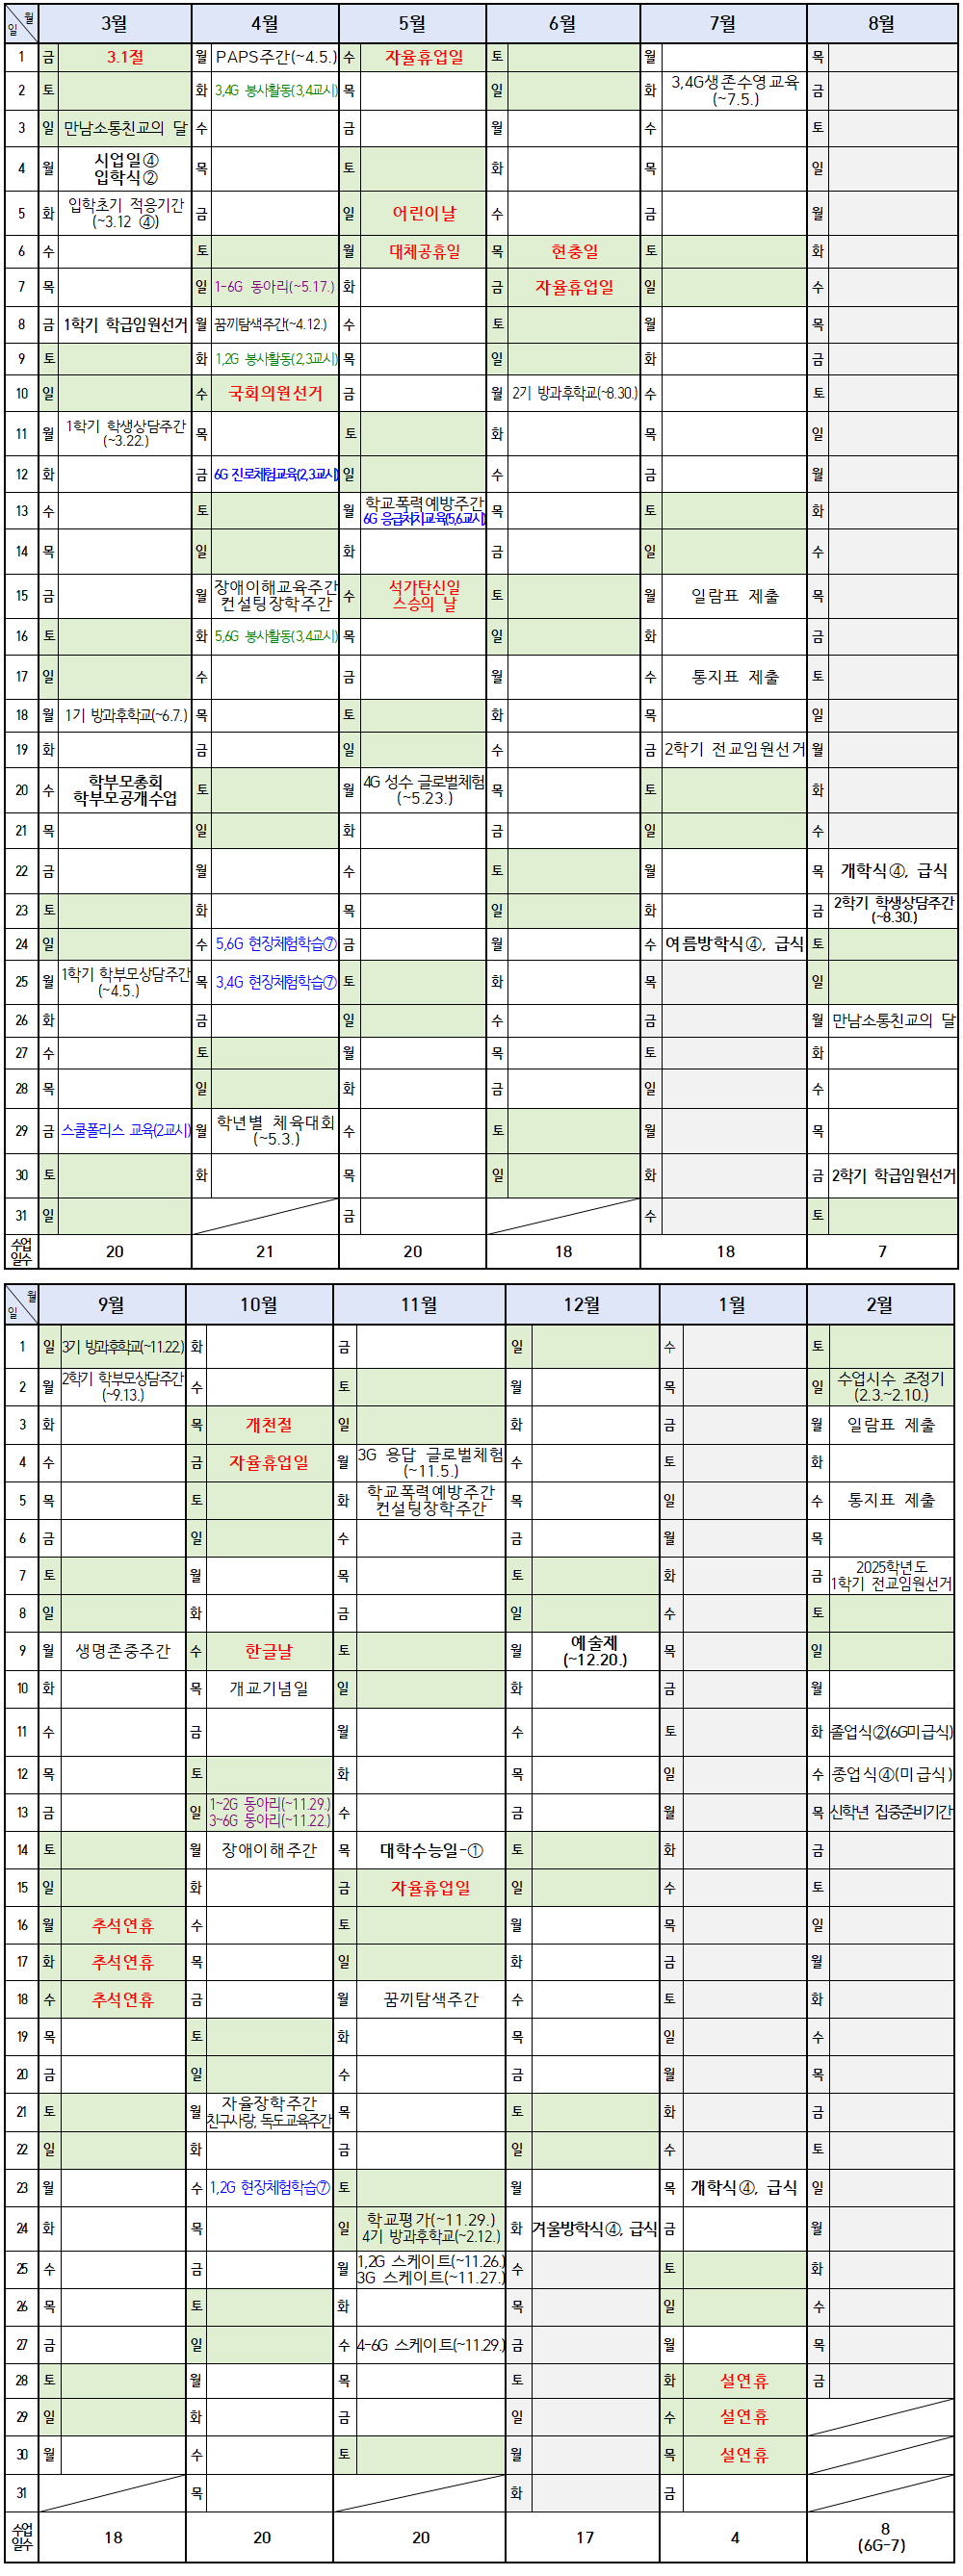 월 일 3월 4월 5월 6월 7월 8월
1 금 3.1절 월 PAPS주간(~4.5.) 수 자율휴업일 토 월 목
2 토 화 3,4G 봉사활동(3,4교시) 목 일 화 3,4G생존수영교육
(~7.5.) 금
3 일 만남소통친교의 달 수 금 월 수 토
4 월 시업일④
입학식② 목 토 화 목 일
5 화 입학초기 적응기간
(~3.12 ④) 금 일 어린이날 수 금 월
6 수 토 월 대체공휴일 목 현충일 토 화
7 목 일 1-6G 동아리(~5.17.) 화 금 자율휴업일 일 수
8 금 1학기 학급임원선거 월 꿈끼탐색주간(~4.12.) 수 토 월 목
9 토 화 1,2G 봉사활동(2,3교시) 목 일 화 금
10 일 수 국회의원선거 금 월 2기 방과후학교(~8.30.) 수 토
11 월 1학기 학생상담주간
(~3.22.) 목 토 화 목 일
12 화 금 6G 진로체험교육(2,3교시) 일 수 금 월
13 수 토 월 학교폭력예방주간
6G 응급처치교육(5,6교시) 목 토 화
14 목 일 화 금 일 수
15 금 월 장애이해교육주간
컨설팅장학주간 수 석가탄신일
스승의 날 토 월 일람표 제출 목
16 토 화 5,6G 봉사활동(3,4교시) 목 일 화 금
17 일 수 금 월 수 통지표 제출 토
18 월 1기 방과후학교(~6.7.) 목 토 화 목 일
19 화 금 일 수 금 2학기 전교임원선거 월
20 수 학부모총회
학부모공개수업 토 월 4G 성수 글로벌체험
(~5.23.) 목 토 화
21 목 일 화 금 일 수
22 금 월 수 토 월 목 개학식④, 급식
23 토 화 목 일 화 금 2학기 학생상담주간
(~8.30.)
24 일 수 5,6G 현장체험학습⑦ 금 월 수 여름방학식④, 급식 토
25 월 1학기 학부모상담주간
(~4.5.) 목 3,4G 현장체험학습⑦ 토 화 목 일
26 화 금 일 수 금 월 만남소통친교의 달
27 수 토 월 목 토 화
28 목 일 화 금 일 수
29 금 스쿨폴리스 교육(2교시) 월 학년별 체육대회
(~5.3.) 수 토 월 목
30 토 화 목 일 화 금 2학기 학급임원선거
31 일 금 수 토
수업
일수 20 21 20 18 18 7
월 일 9월 10월 11월 12월 1월 2월
1 일 3기 방과후학교(~11.22.) 화 금 일 수 토
2 월 2학기 학부모상담주간
(~9.13.) 수 토 월 목 일 수업시수 조정기
(2.3.~2.10.)
3 화 목 개천절 일 화 금 월 일람표 제출
4 수 금 자율휴업일 월 3G 용답 글로벌체험
(~11.5.) 수 토 화
5 목 토 화 학교폭력예방주간
컨설팅장학주간 목 일 수 통지표 제출
6 금 일 수 금 월 목
7 토 월 목 토 화 금 2025학년도
1학기 전교임원선거
8 일 화 금 일 수 토
9 월 생명존중주간 수 한글날 토 월 예술제
(~12.20.) 목 일
10 화 목 개교기념일 일 화 금 월
11 수 금 월 수 토 화 졸업식②(6G미급식)
12 목 토 화 목 일 수 종업식④(미급식)
13 금 일 1~2G 동아리(~11.29.)
3~6G 동아리(~11.22.) 수 금 월 목 신학년 집중준비기간
14 토 월 장애이해주간 목 대학수능일-① 토 화 금
15 일 화 금 자율휴업일 일 수 토
16 월 추석연휴 수 토 월 목 일
17 화 추석연휴 목 일 화 금 월
18 수 추석연휴 금 월 꿈끼탐색주간 수 토 화
19 목 토 화 목 일 수
20 금 일 수 금 월 목
21 토 월 자율장학주간
친구사랑, 독도교육주간 목 토 화 금
22 일 화 금 일 수 토
23 월 수 1,2G 현장체험학습⑦ 토 월 목 개학식④, 급식 일
24 화 목 일 학교평가(~11.29.)
4기 방과후학교(~2.12.) 화 겨울방학식④, 급식 금 월
25 수 금 월 1,2G 스케이트(~11.26.)
3G 스케이트(~11.27.) 수 토 화
26 목 토 화 목 일 수
27 금 일 수 4-6G 스케이트(~11.29.) 금 월 목
28 토 월 목 토 화 설연휴 금
29 일 화 금 일 수 설연휴
30 월 수 토 월 목 설연휴
31 목 화 금
수업
일수 18 20 20 17 4 8
(6G-7)